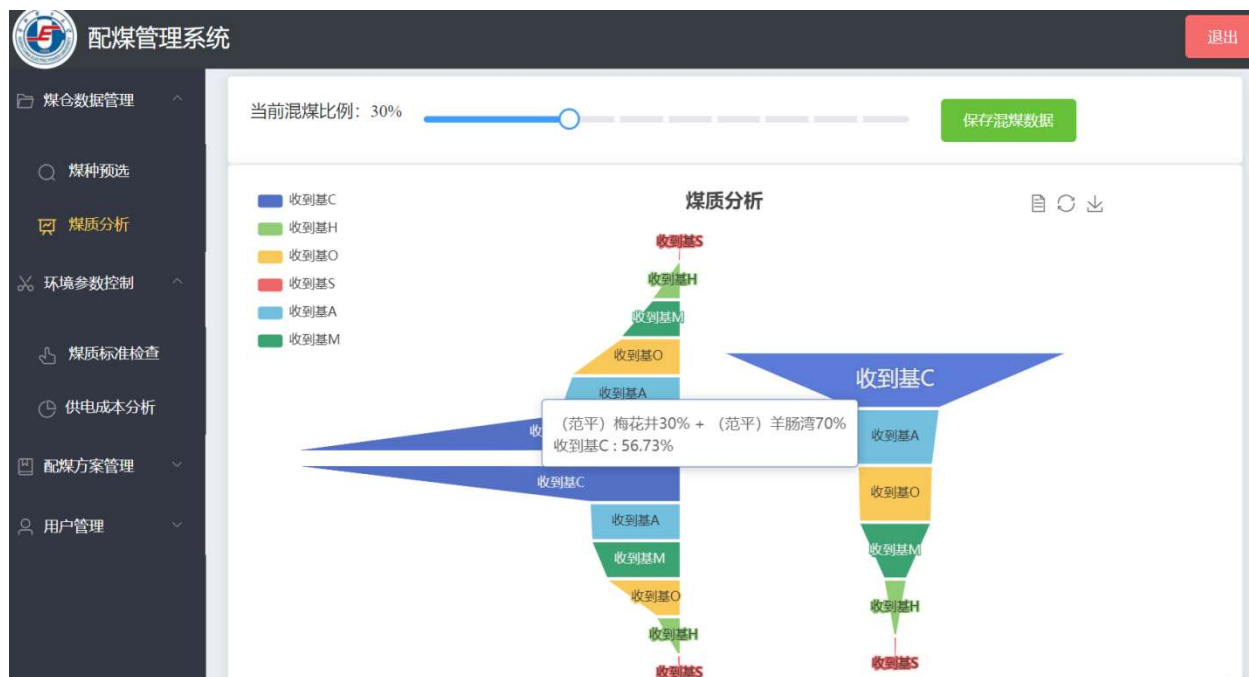 配煤管理系统
退出
煤仓数据管理
煤种预选
煤质分析
环境参数控制
煤质标准检查
供电成本分析
配煤方案管理
用户管理
当前混煤比例：30%
保存混煤数据
收到基C
收到基H
收到基O
收到基S
收到基A
收到基M
煤质分析
收到基S
收到基H
收到基M
收到基O
收到基A
收
（范平）梅花井30% + （范平）羊肠湾70%
收到基C : 56.73%
收到基C
收到基A
收到基M
收到基O
收到基H
收到基S
收到基C
收到基A
收到基O
收到基M
收到基H
收到基S